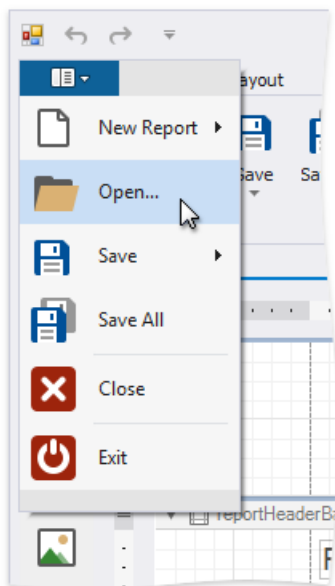 ayout
New Report
Open...
Save
Sa
Save
Save All
Close
Exit
ReportHeaderBa
F